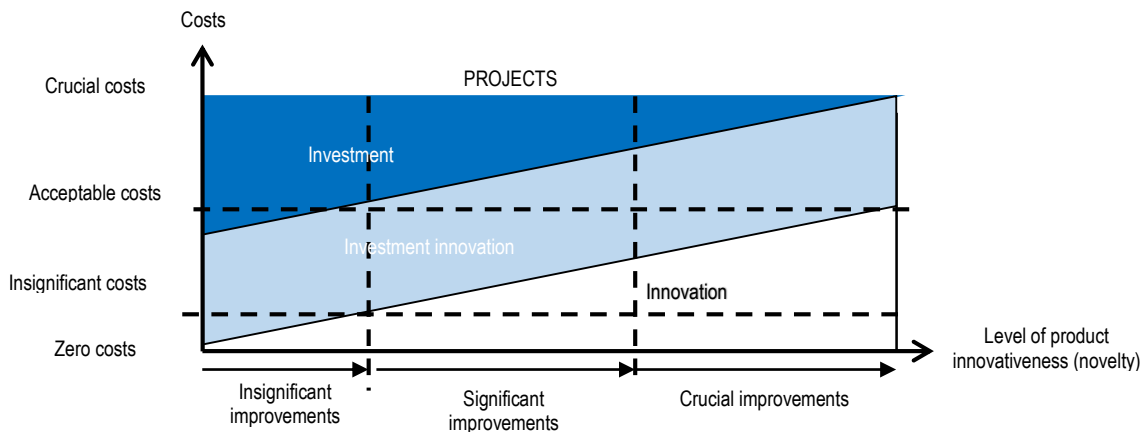 Costs
Crucial costs
PROJECTS
Investment
Acceptable costs
Investment innovation
Insignificant costs
Innovation
Zero costs
Level of product
innovativeness (novelty)
Insignificant
improvements
Significant
improvements
Crucial improvements